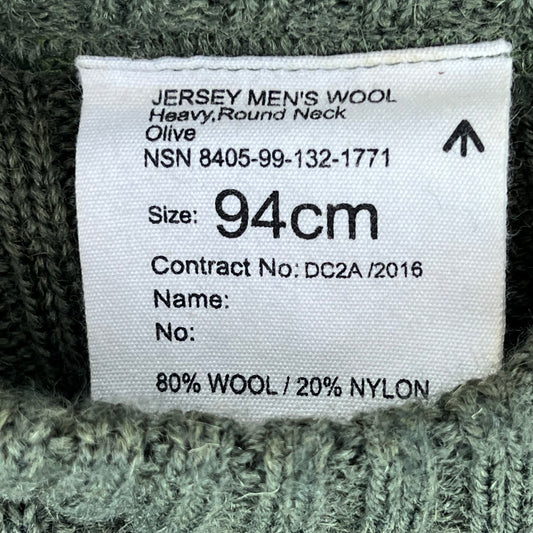 JERSEY MEN'S WOOL
Heavy,Round Neck
Olive
NSN 8405-99-132-1771
Size: 94cm
Contract No: DC2A /2016
Name:
No:
80% WOOL / 20% NYLON